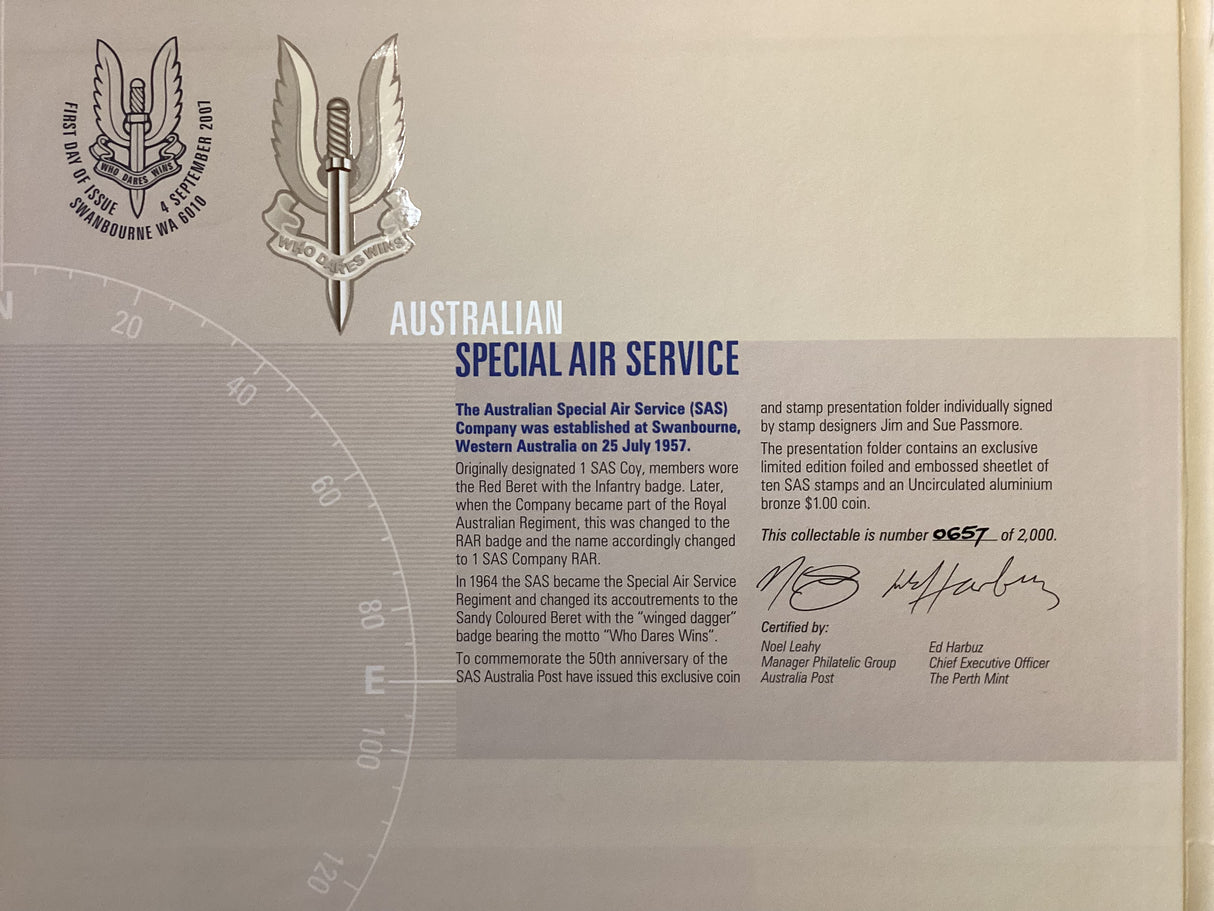 FIRST DAY OF ISSUE
4 SEPTEMBER 2007
SWANBOURNE WA 6010
WHO DARES WINS
WHO DARES WINS
N
20
40
60
80
E
100
120
AUSTRALIAN
SPECIAL AIR SERVICE
The Australian Special Air Service (SAS)
Company was established at Swanbourne,
Western Australia on 25 July 1957.
Originally designated 1 SAS Coy, members wore
the Red Beret with the Infantry badge. Later,
when the Company became part of the Royal
Australian Regiment, this was changed to the
RAR badge and the name accordingly changed
to 1 SAS Company RAR.
In 1964 the SAS became the Special Air Service
Regiment and changed its accoutrements to the
Sandy Coloured Beret with the “winged dagger”
badge bearing the motto “Who Dares Wins”.
To commemorate the 50th anniversary of the
SAS Australia Post have issued this exclusive coin
and stamp presentation folder individually signed
by stamp designers Jim and Sue Passmore.
The presentation folder contains an exclusive
limited edition foiled and embossed sheetlet of
ten SAS stamps and an Uncirculated aluminium
bronze $1.00 coin.
This collectable is number 0657 of 2,000.
Certified by:
Noel Leahy
Manager Philatelic Group
Australia Post
Ed Harbuz
Chief Executive Officer
The Perth Mint